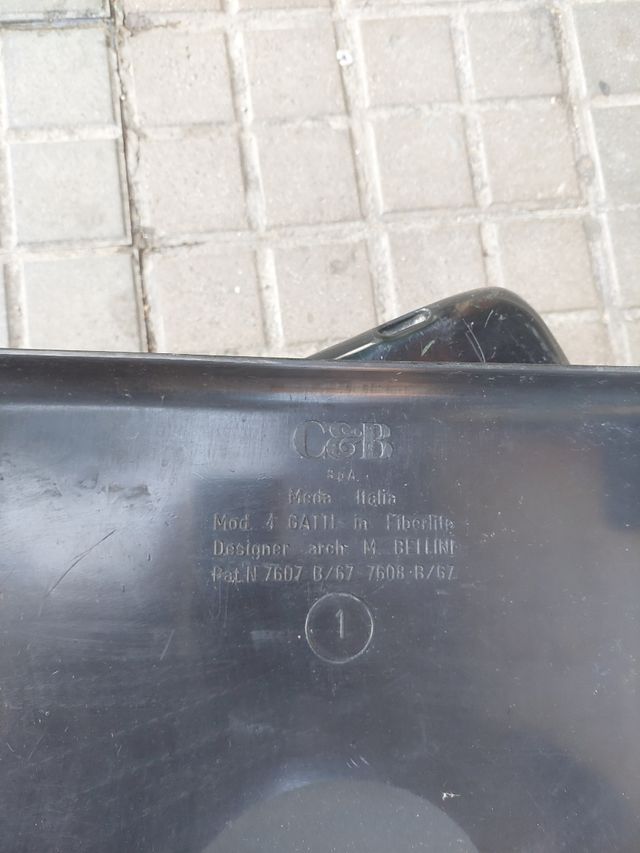 C&B
S.p.A.
Meda Italia
Mod. 4 GATTI in Fiberlite
Designer arch. M. BELLINI
Pat. N 7607 B/67-7608-B/67
1